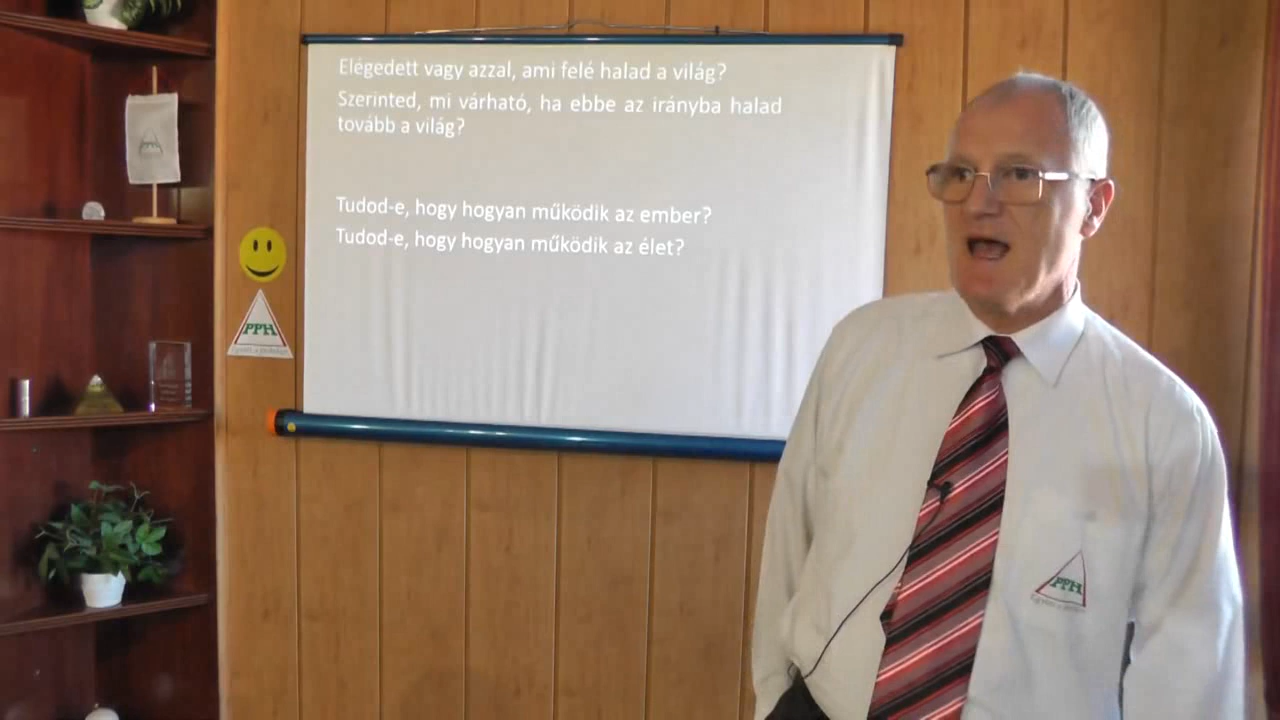 Elégedett vagy azzal, ami felé halad a világ?
Szerinted, mi várható, ha ebbe az irányba halad
tovább a világ?
Tudod-e, hogy hogyan működik az ember?
Tudod-e, hogy hogyan működik az élet?
PPH
PPH